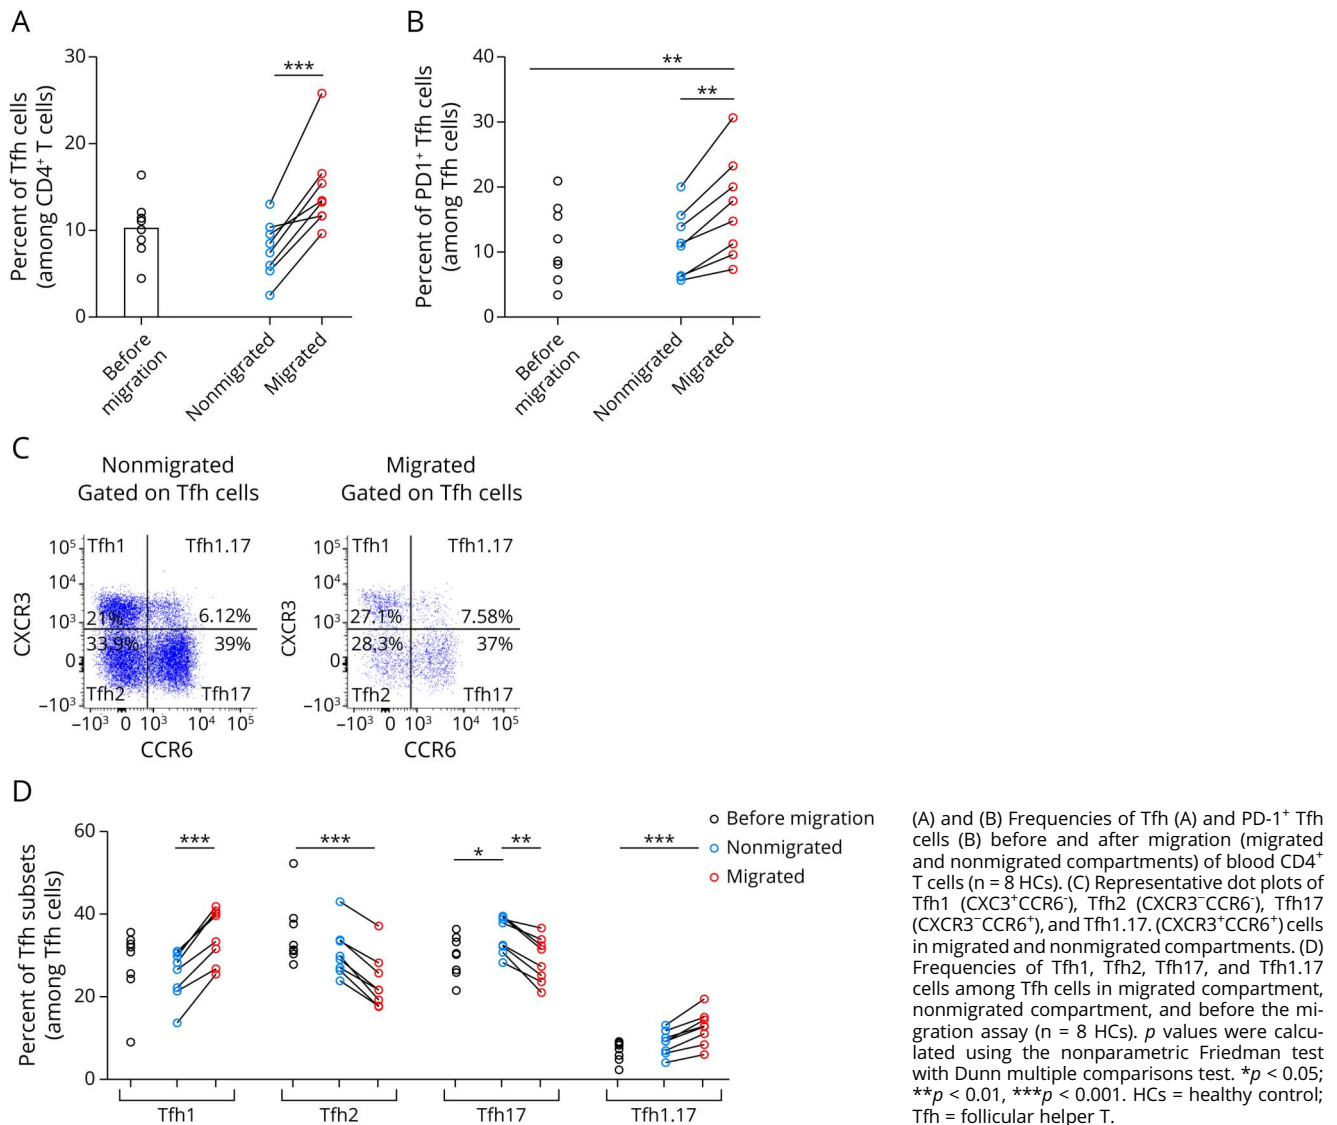 A
B
30
20
10
0
Percent of Tfh cells
(among CD4+ T cells)
***
Before
migration
Nonmigrated
Migrated
40
30
20
10
0
Percent of PD1+ Tfh cells
(among Tfh cells)
**
**
Before
migration
Nonmigrated
Migrated
C
Nonmigrated
Gated on Tfh cells
Migrated
Gated on Tfh cells
CXCR3
10⁵
10⁴
10³
0
–10³
Tfh1
Tfh1.17
21%
6.12%
33.9%
39%
Tfh2
Tfh17
–10³ 0 10³ 10⁴ 10⁵
CCR6
CXCR3
10⁵
10⁴
10³
0
–10³
Tfh1
Tfh1.17
27.1%
7.58%
28.3%
37%
Tfh2
Tfh17
–10³ 0 10³ 10⁴ 10⁵
CCR6
D
60
40
20
0
Percent of Tfh subsets
(among Tfh cells)
***
***
*
**
***
Before migration
Nonmigrated
Migrated
Tfh1
Tfh2
Tfh17
Tfh1.17
(A) and (B) Frequencies of Tfh (A) and PD-1⁺ Tfh
cells (B) before and after migration (migrated
and nonmigrated compartments) of blood CD4⁺
T cells (n = 8 HCs). (C) Representative dot plots of
Tfh1 (CXC3⁺CCR6⁻), Tfh2 (CXCR3⁻CCR6⁻), Tfh17
(CXCR3⁻CCR6⁺), and Tfh1.17. (CXCR3⁺CCR6⁺) cells
in migrated and nonmigrated compartments. (D)
Frequencies of Tfh1, Tfh2, Tfh17, and Tfh1.17
cells among Tfh cells in migrated compartment,
nonmigrated compartment, and before the mi-
gration assay (n = 8 HCs). p values were calcu-
lated using the nonparametric Friedman test
with Dunn multiple comparisons test. *p < 0.05;
**p < 0.01, ***p < 0.001. HCs = healthy control;
Tfh = follicular helper T.